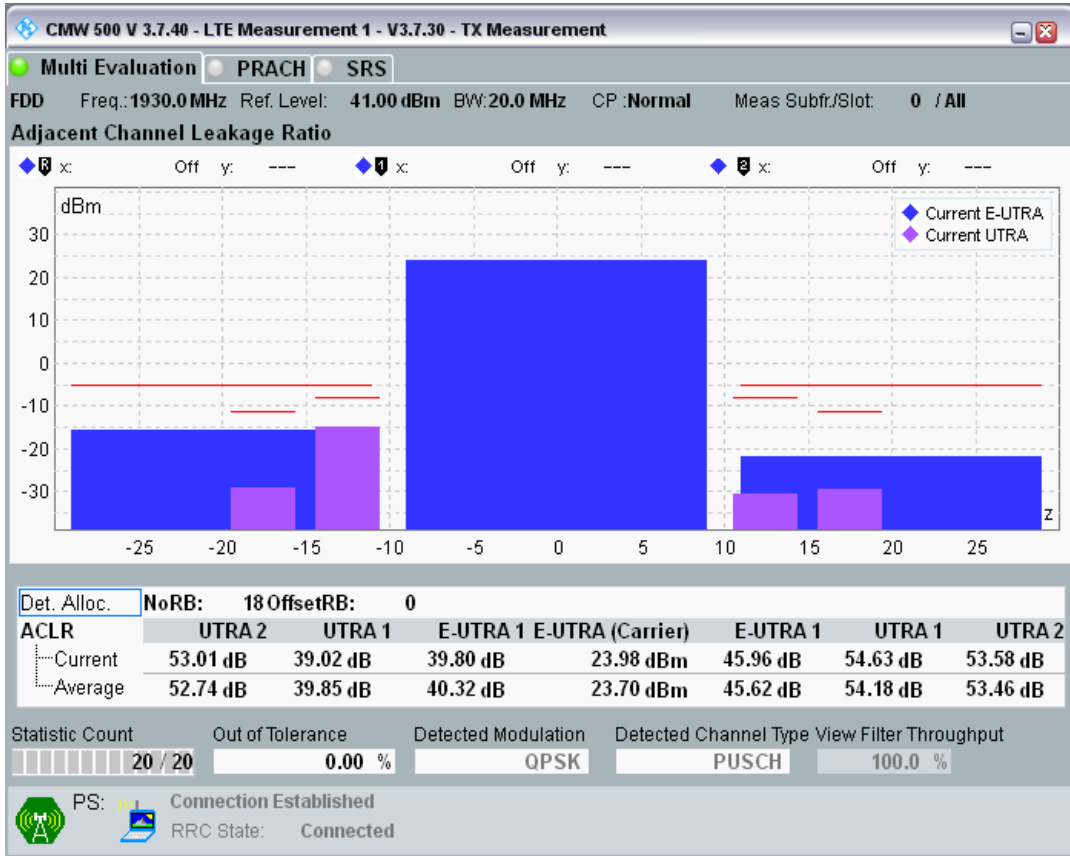 CMW 500 V 3.7.40 - LTE Measurement 1 - V3.7.30 - TX Measurement
Multi Evaluation PRACH SRS
FDD Freq.: 1930.0 MHz Ref. Level: 41.00 dBm BW: 20.0 MHz CP : Normal Meas Subfr./Slot: 0 / All
Adjacent Channel Leakage Ratio
R x: Off y: --- 1 x: Off y: --- 2 x: Off y: ---
dBm
Current E-UTRA
Current UTRA
30
20
10
0
-10
-20
-30
z
-25 -20 -15 -10 -5 0 5 10 15 20 25
Det. Alloc. NoRB: 18 OffsetRB: 0
ACLR UTRA 2 UTRA 1 E-UTRA 1 E-UTRA (Carrier) E-UTRA 1 UTRA 1 UTRA 2
Current 53.01 dB 39.02 dB 39.80 dB 23.98 dBm 45.96 dB 54.63 dB 53.58 dB
Average 52.74 dB 39.85 dB 40.32 dB 23.70 dBm 45.62 dB 54.18 dB 53.46 dB
Statistic Count Out of Tolerance Detected Modulation Detected Channel Type View Filter Throughput
20 / 20 0.00 % QPSK PUSCH 100.0 %
PS: Connection Established
RRC State: Connected